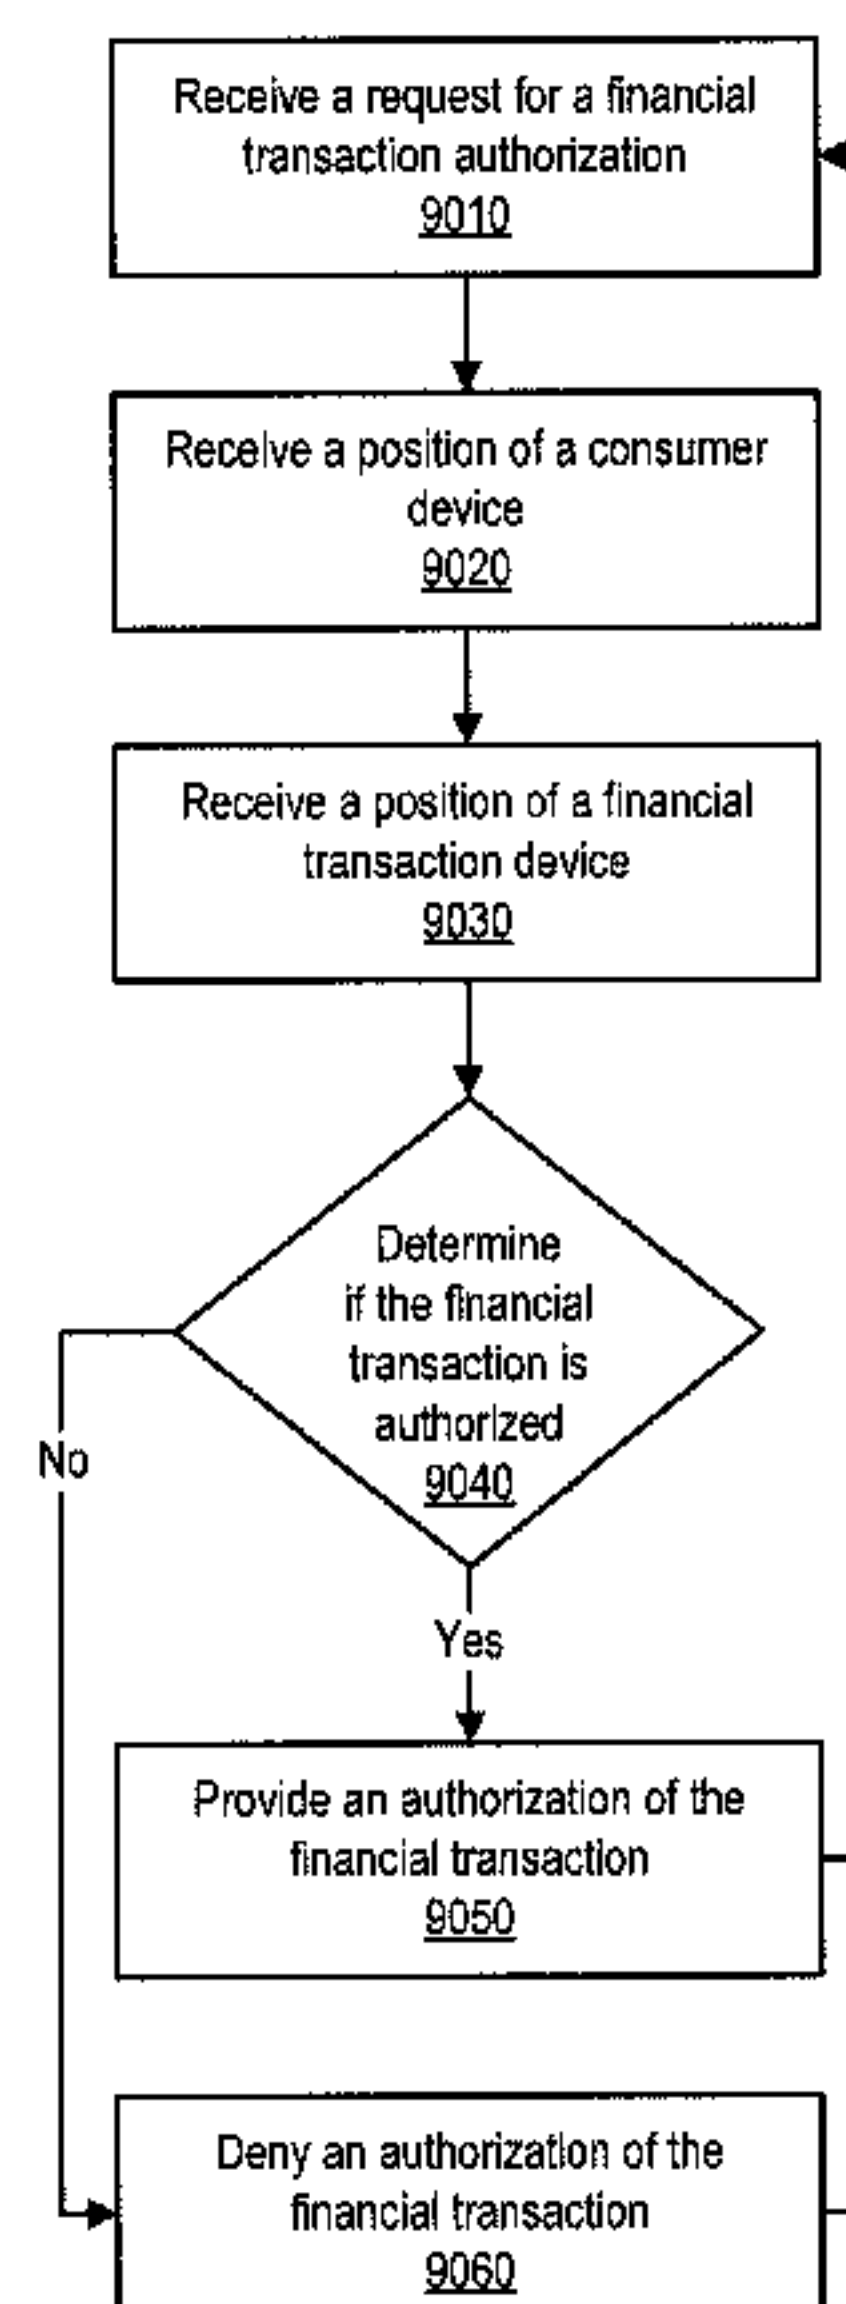 Receive a request for a financial
transaction authorization
9010
Receive a position of a consumer
device
9020
Receive a position of a financial
transaction device
9030
Determine
if the financial
transaction is
authorized
9040
No
Yes
Provide an authorization of the
financial transaction
9050
Deny an authorization of the
financial transaction
9060